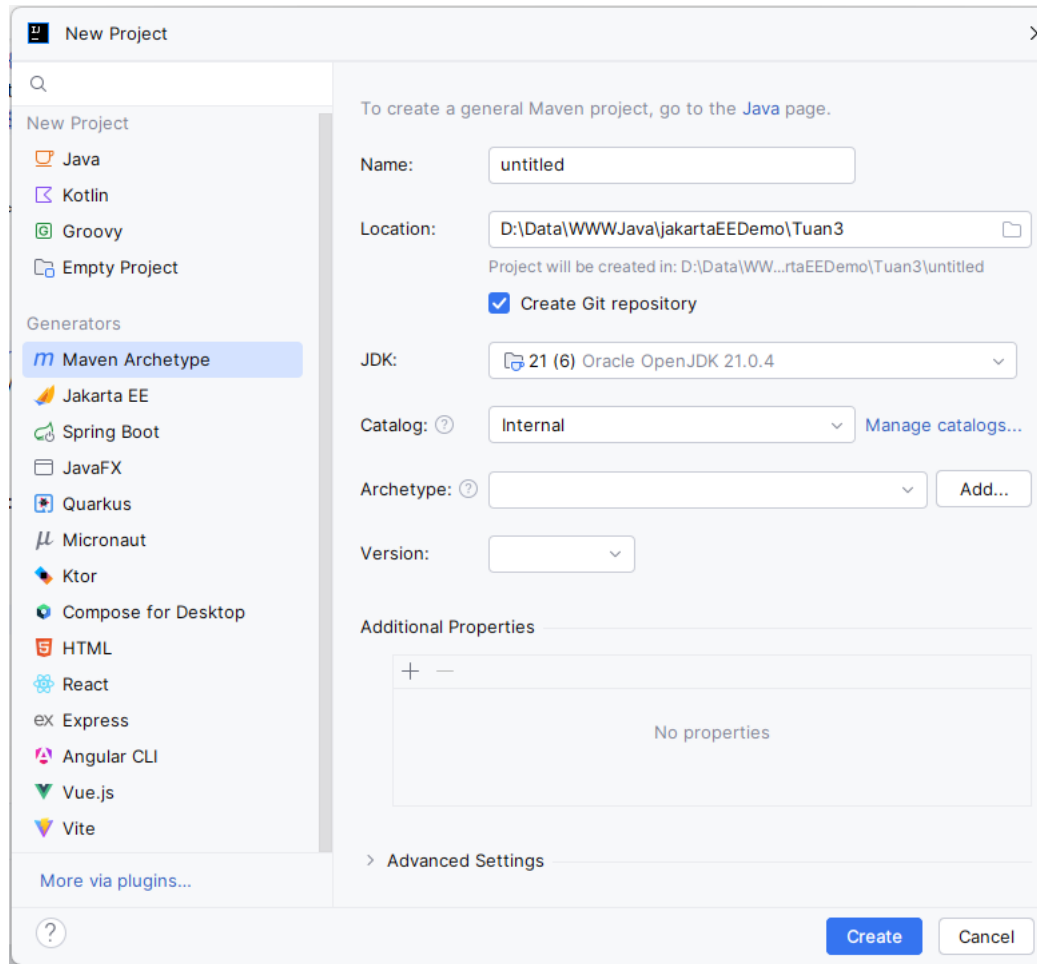 New Project
New Project
Java
Kotlin
Groovy
Empty Project
Generators
Maven Archetype
Jakarta EE
Spring Boot
JavaFX
Quarkus
Micronaut
Ktor
Compose for Desktop
HTML
React
Express
Angular CLI
Vue.js
Vite
More via plugins...
To create a general Maven project, go to the Java page.
Name: untitled
Location: D:\Data\WWWJava\jakartaEEDemo\Tuan3
Project will be created in: D:\Data\WW...rtaEEDemo\Tuan3\untitled
Create Git repository
JDK: 21 (6) Oracle OpenJDK 21.0.4
Catalog: Internal Manage catalogs...
Archetype: Add...
Version:
Additional Properties
No properties
Advanced Settings
Create Cancel